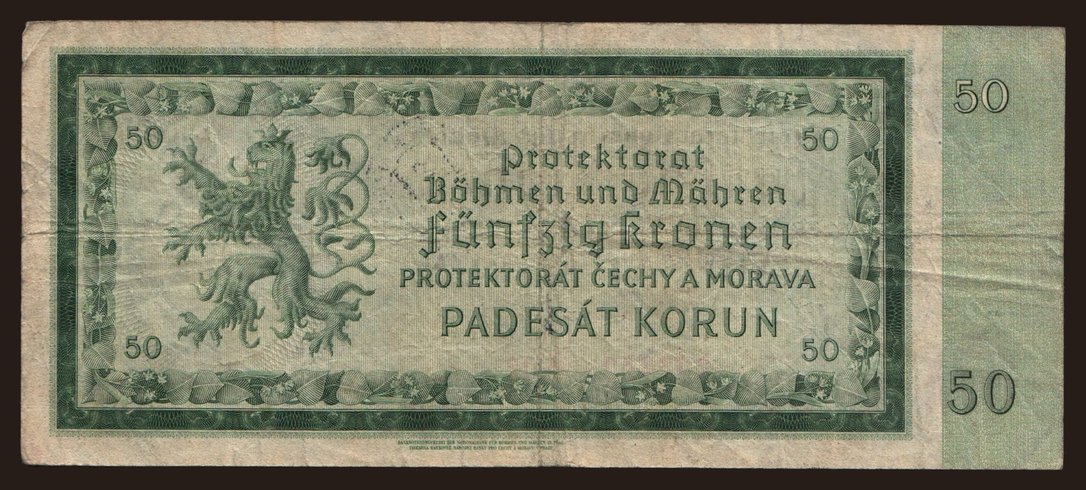 50
50
50
Protektorat
Böhmen und Mähren
Fünfzig Kronen
PROTEKTORÁT ČECHY A MORAVA
PADESÁT KORUN
50
50
50